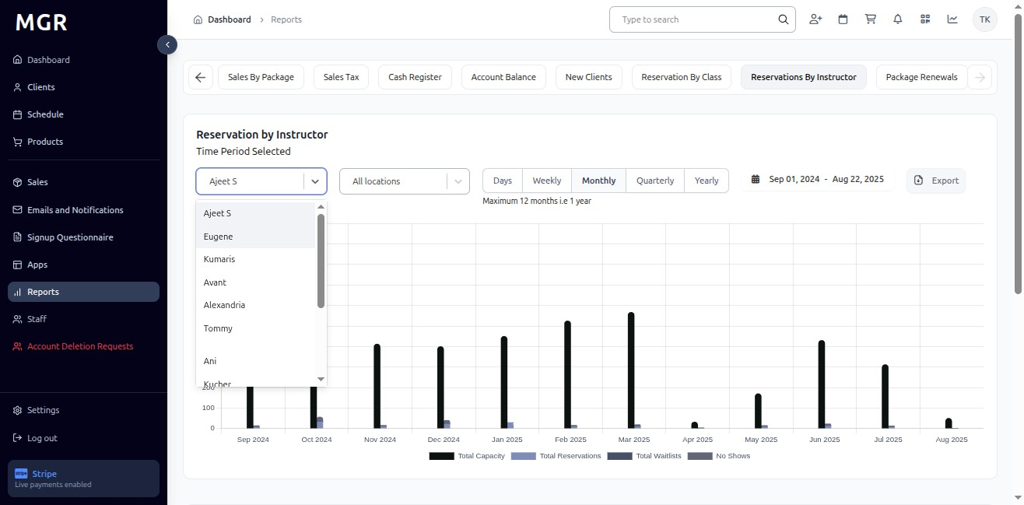 MGR
Dashboard
Clients
Schedule
Products
Sales
Emails and Notifications
Signup Questionnaire
Apps
Reports
Staff
Account Deletion Requests
Settings
Log out
stripe
Stripe
Live payments enabled
Dashboard > Reports
Type to search
TK
Sales By Package
Sales Tax
Cash Register
Account Balance
New Clients
Reservation By Class
Reservations By Instructor
Package Renewals
Reservation by Instructor
Time Period Selected
Ajeet S
All locations
Days
Weekly
Monthly
Quarterly
Yearly
Sep 01, 2024 - Aug 22, 2025
Export
Maximum 12 months i.e 1 year
Ajeet S
Eugene
Kumaris
Avant
Alexandria
Tommy
Ani
200
100
0
Sep 2024 Oct 2024 Nov 2024 Dec 2024 Jan 2025 Feb 2025 Mar 2025 Apr 2025 May 2025 Jun 2025 Jul 2025 Aug 2025
Total Capacity Total Reservations Total Waitlists No Shows